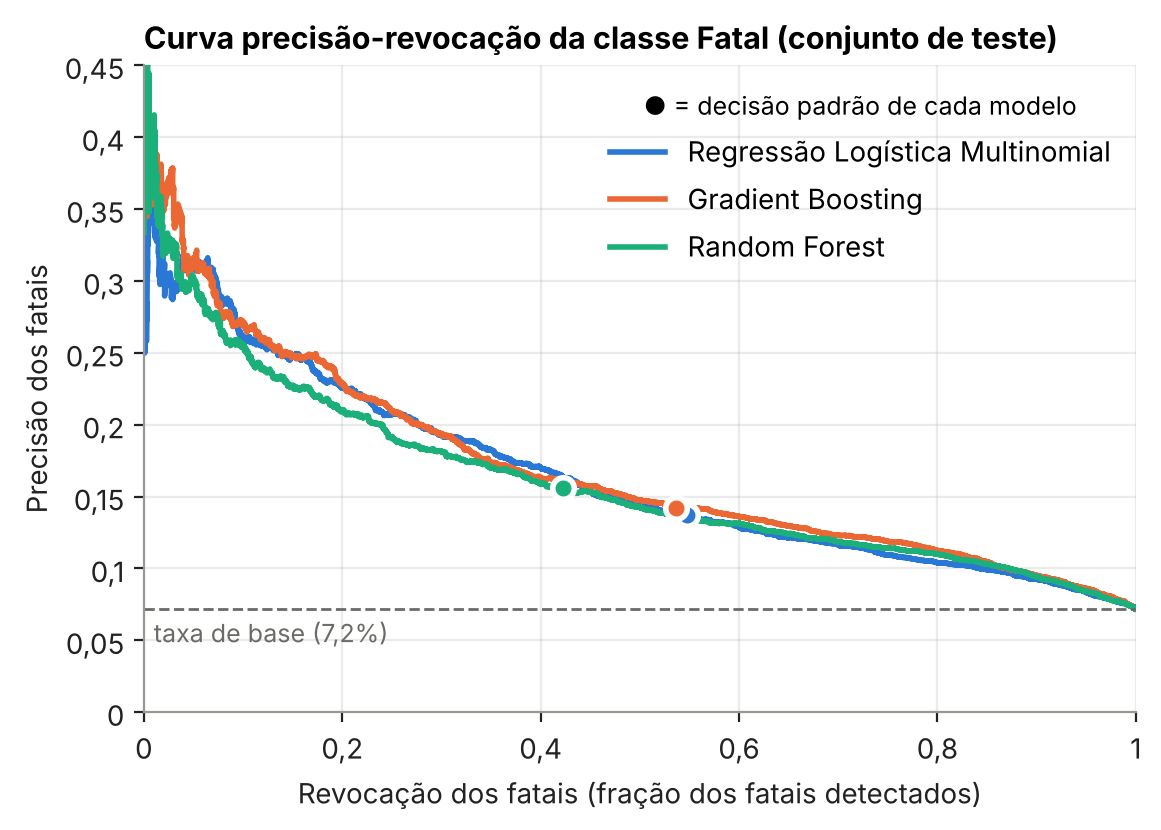 Curva precisão-revocação da classe Fatal (conjunto de teste)
= decisão padrão de cada modelo
Regressão Logística Multinomial
Gradient Boosting
Random Forest
Precisão dos fatais
0,45
0,4
0,35
0,3
0,25
0,2
0,15
0,1
0,05
0
taxa de base (7,2%)
0 0,2 0,4 0,6 0,8 1
Revocação dos fatais (fração dos fatais detectados)